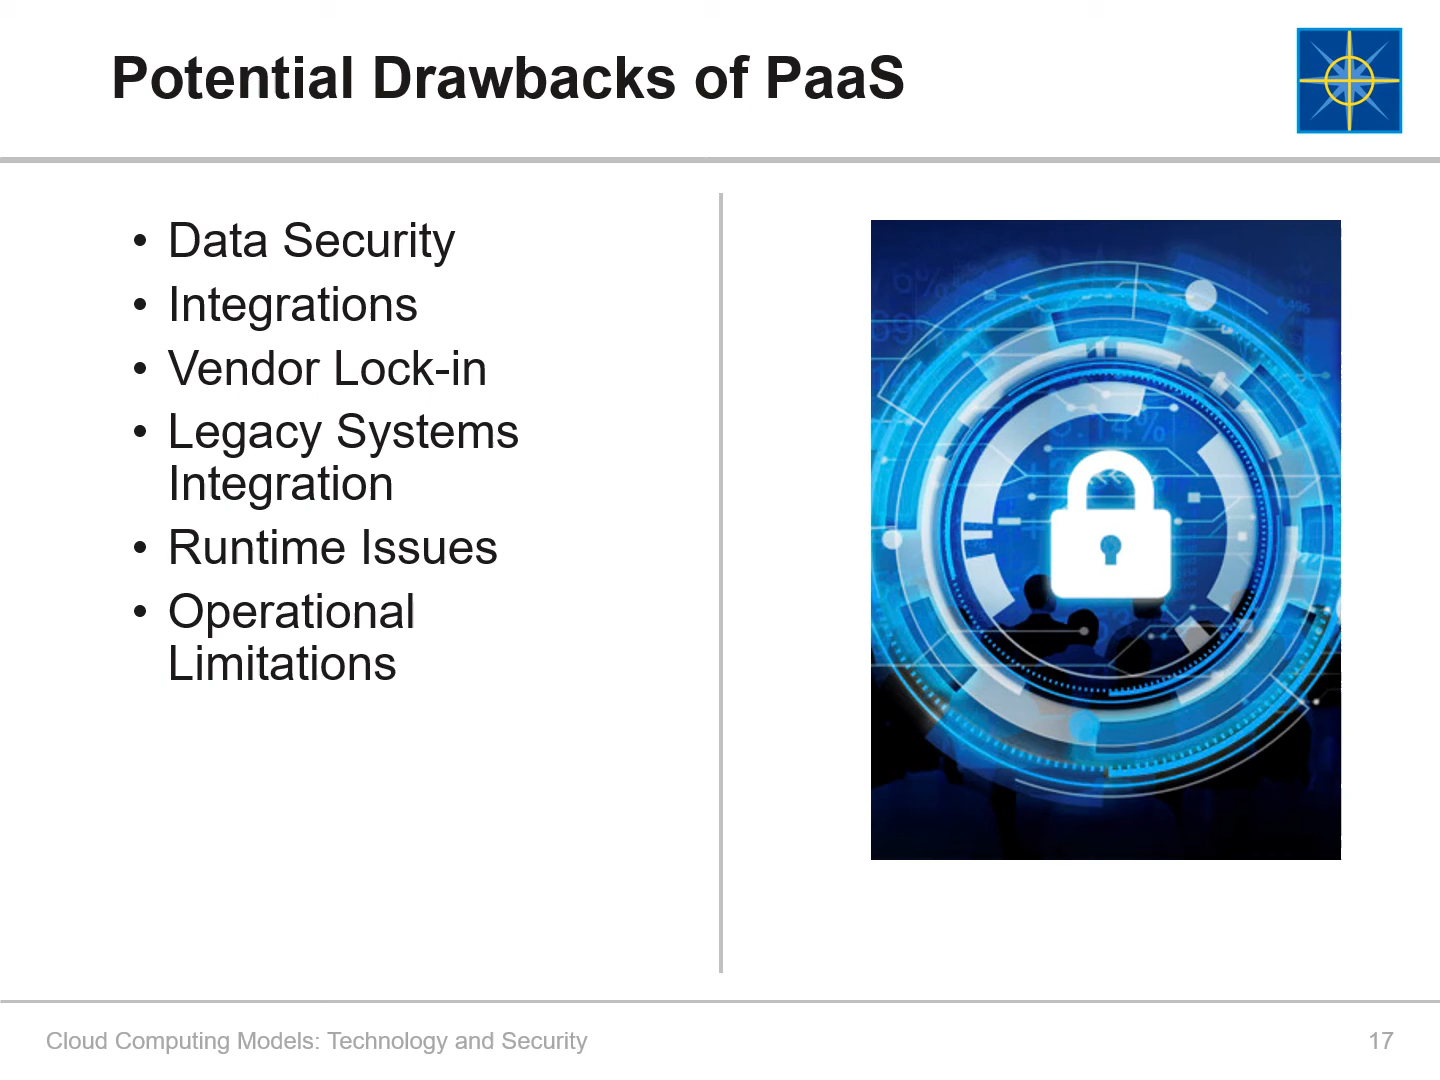 Potential Drawbacks of PaaS
• Data Security
• Integrations
• Vendor Lock-in
• Legacy Systems
Integration
• Runtime Issues
• Operational
Limitations
Cloud Computing Models: Technology and Security
17